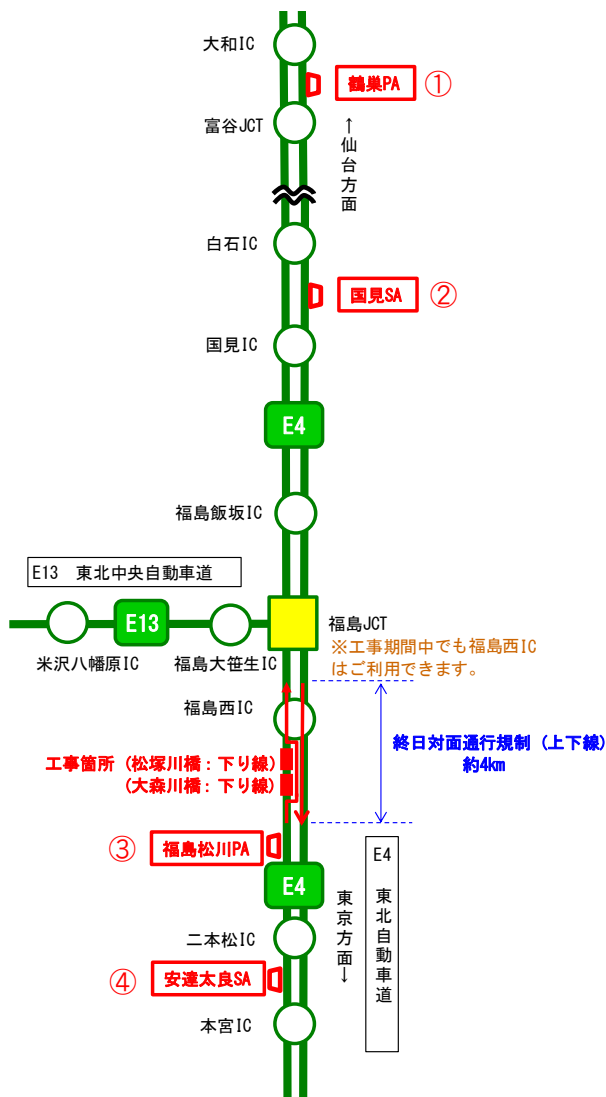 大和IC
鶴巣PA ①
富谷JCT
↑仙台方面
白石IC
国見SA ②
国見IC
E4
福島飯坂IC
E13 東北中央自動車道
E13
米沢八幡原IC
福島大笹生IC
福島JCT
※工事期間中でも福島西IC
はご利用できます。
福島西IC
終日対面通行規制（上下線）
約4km
工事箇所（松塚川橋：下り線）
（大森川橋：下り線）
③ 福島松川PA
E4
E4 東北自動車道
東京方面↓
二本松IC
④ 安達太良SA
本宮IC